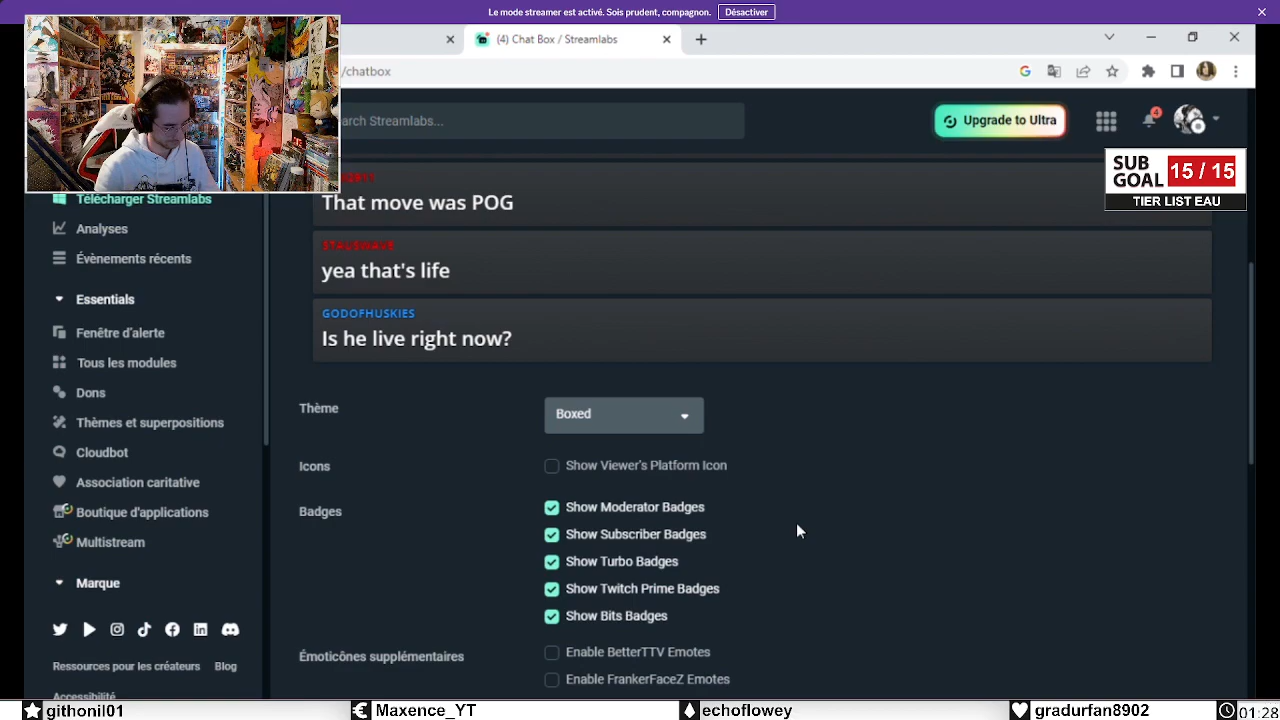 Le mode streamer est activé. Sois prudent, compagnon. Désactiver
(4) Chat Box / Streamlabs
/chatbox
arch Streamlabs...
Upgrade to Ultra
4
SUB GOAL 15 / 15
TIER LIST EAU
That move was POG
yea that's life
GODOFHUSKIES
Is he live right now?
Télécharger Streamlabs
Analyses
Évènements récents
Essentials
Fenêtre d'alerte
Tous les modules
Dons
Thèmes et superpositions
Cloudbot
Association caritative
Boutique d'applications
Multistream
Marque
Ressources pour les créateurs Blog
Accessibilité
Thème Boxed
Icons Show Viewer's Platform Icon
Badges Show Moderator Badges
Show Subscriber Badges
Show Turbo Badges
Show Twitch Prime Badges
Show Bits Badges
Émoticônes supplémentaires Enable BetterTTV Emotes
Enable FrankerFaceZ Emotes
githonil01 Maxence_YT echoflowey gradurfan8902 01:28